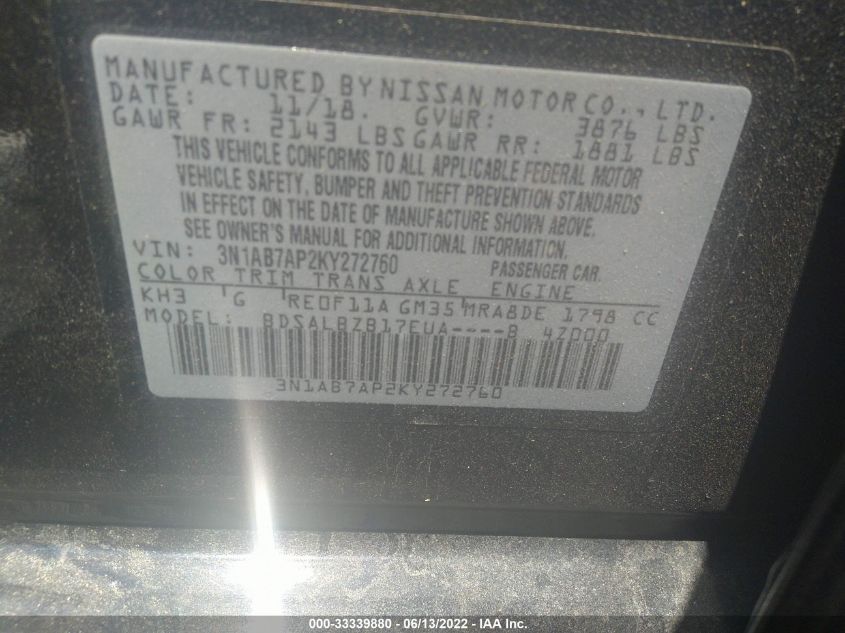 MANUFACTURED BY NISSAN MOTOR CO., LTD.
DATE: 11/18. GVWR: 3876 LBS
GAWR FR: 2143 LBS GAWR RR: 1881 LBS
THIS VEHICLE CONFORMS TO ALL APPLICABLE FEDERAL MOTOR
VEHICLE SAFETY, BUMPER AND THEFT PREVENTION STANDARDS
IN EFFECT ON THE DATE OF MANUFACTURE SHOWN ABOVE.
SEE OWNER'S MANUAL FOR ADDITIONAL INFORMATION.
VIN: 3N1AB7AP2KY272760 PASSENGER CAR
COLOR TRIM TRANS AXLE ENGINE
KH3 G RE0F11A GM35 MRA8DE 1798 CC
MODEL: BDSALBZB17EUA----B 4Z000
3N1AB7AP2KY272760
000-33339880 - 06/13/2022 - IAA Inc.